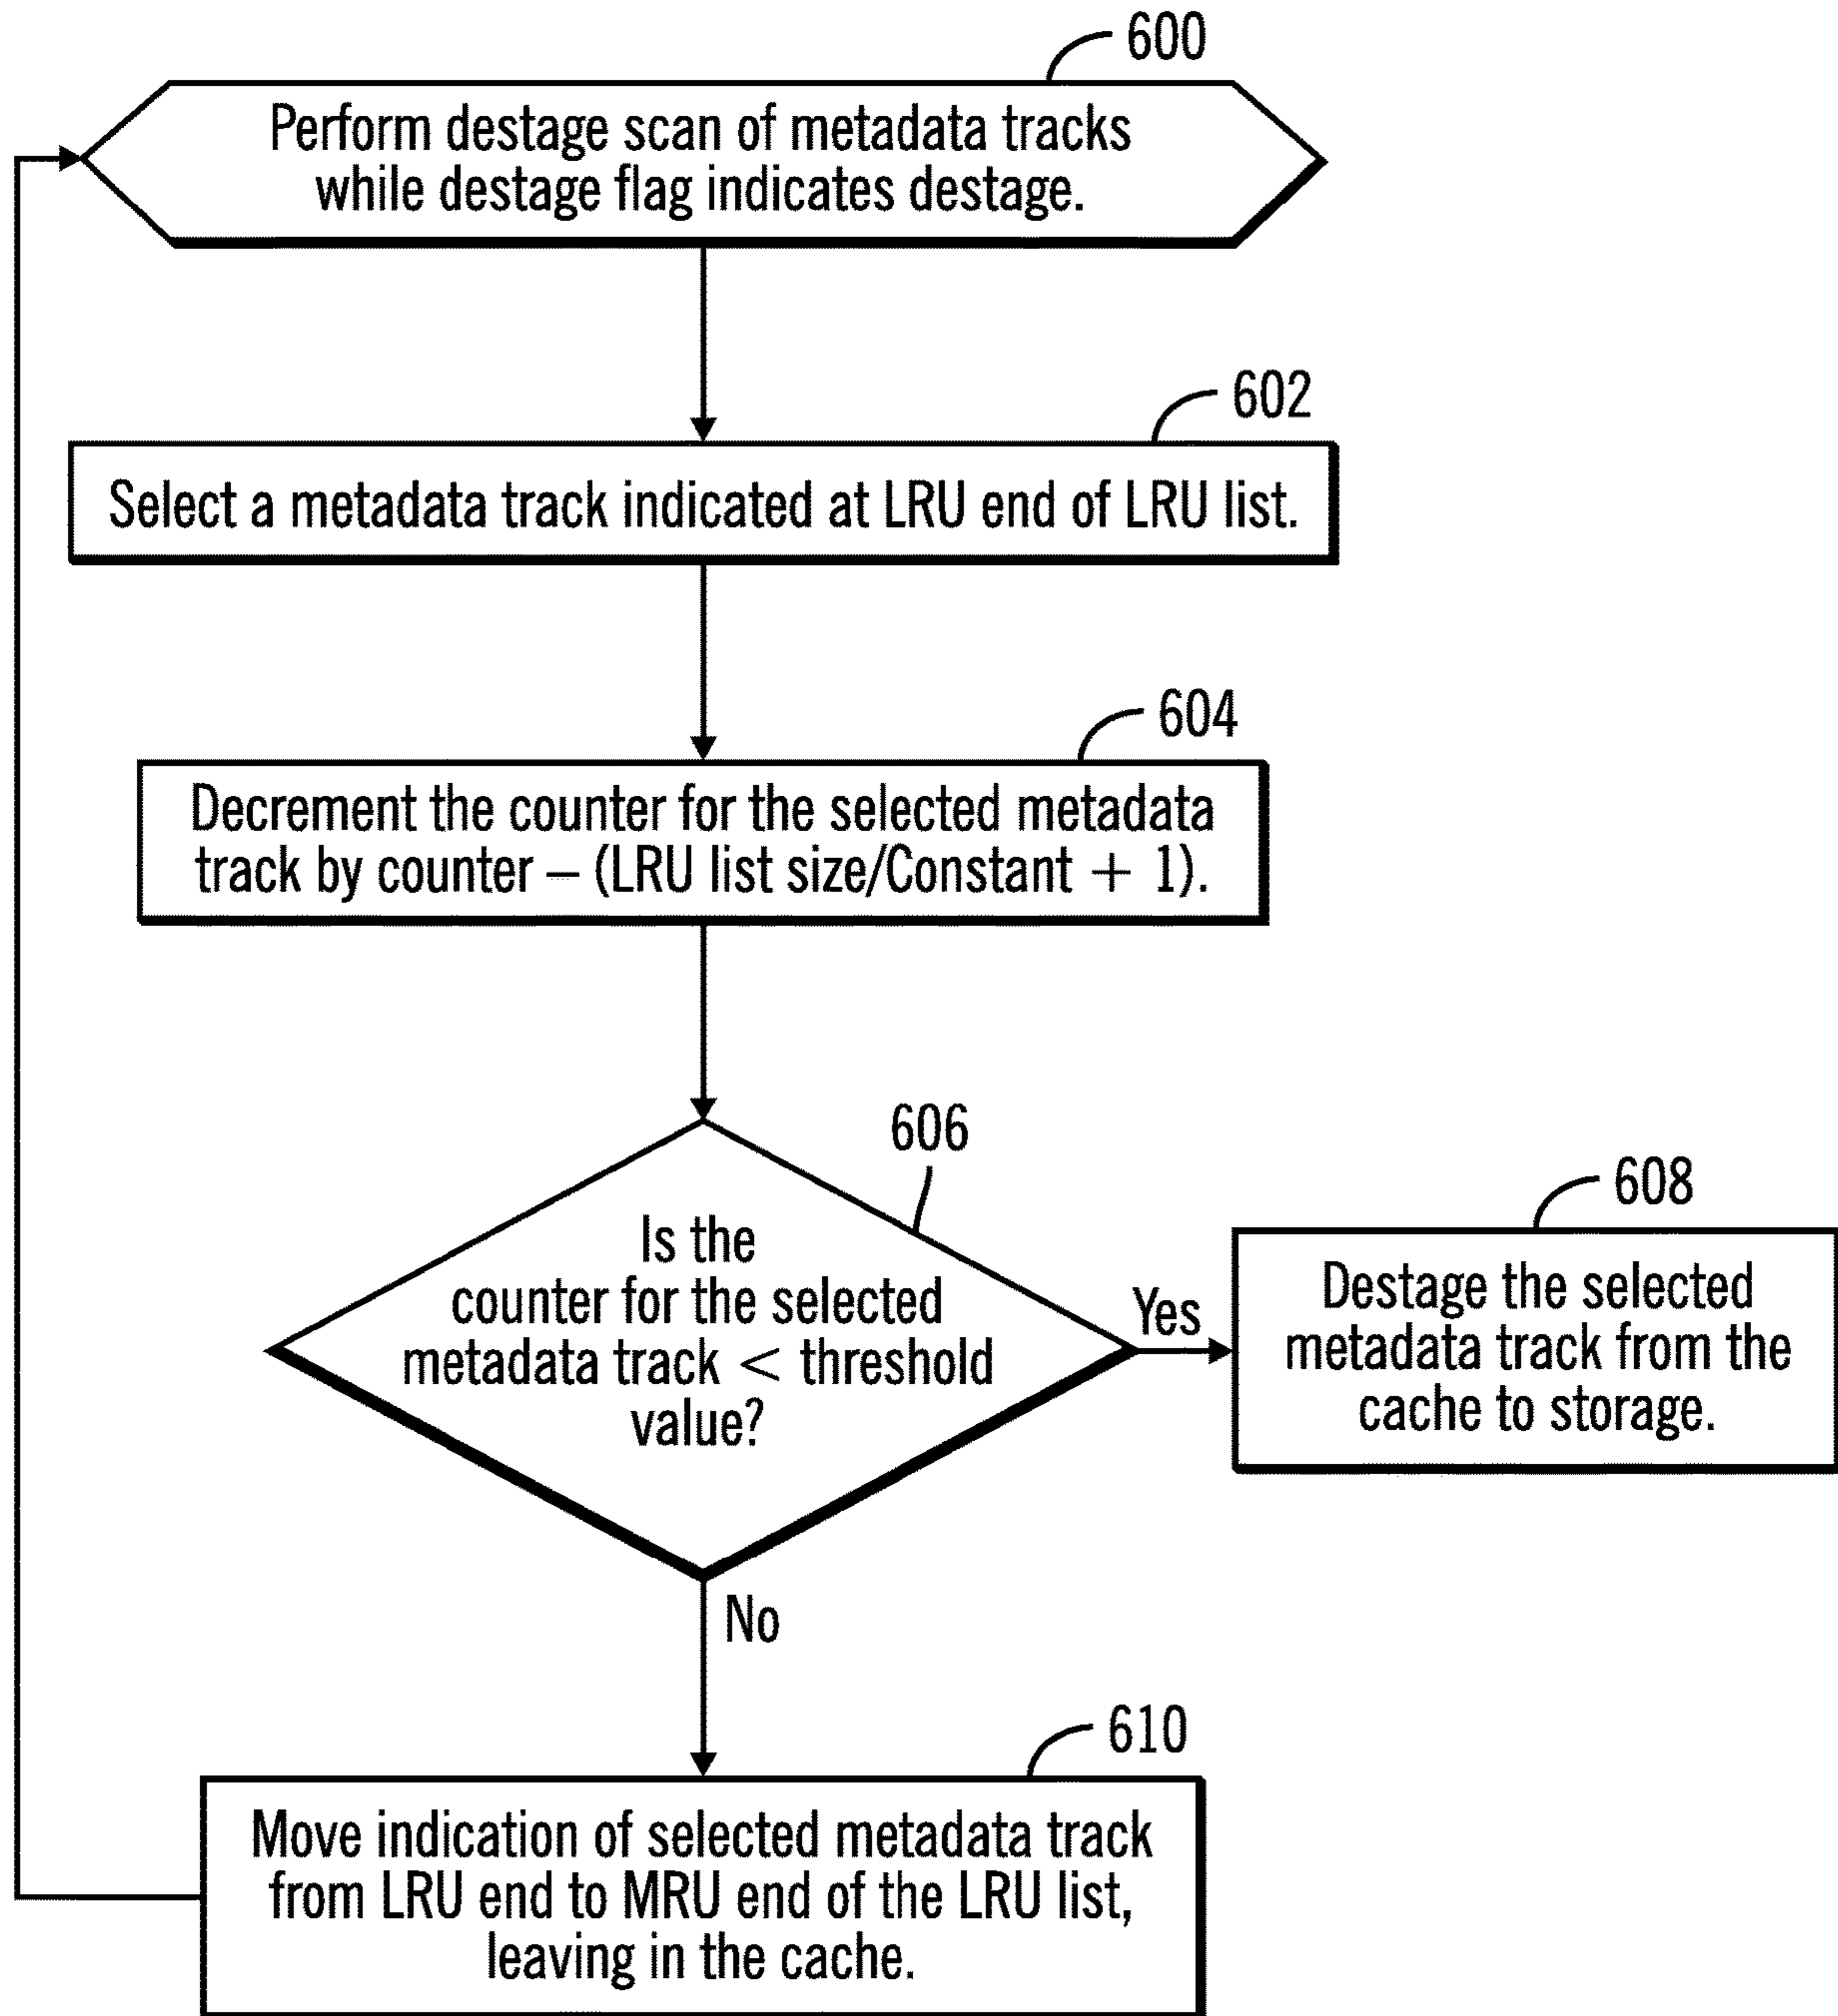 600
Perform destage scan of metadata tracks
while destage flag indicates destage.
602
Select a metadata track indicated at LRU end of LRU list.
604
Decrement the counter for the selected metadata
track by counter – (LRU list size/Constant + 1).
606
Is the
counter for the selected
metadata track < threshold
value?
Yes
608
Destage the selected
metadata track from the
cache to storage.
No
610
Move indication of selected metadata track
from LRU end to MRU end of the LRU list,
leaving in the cache.